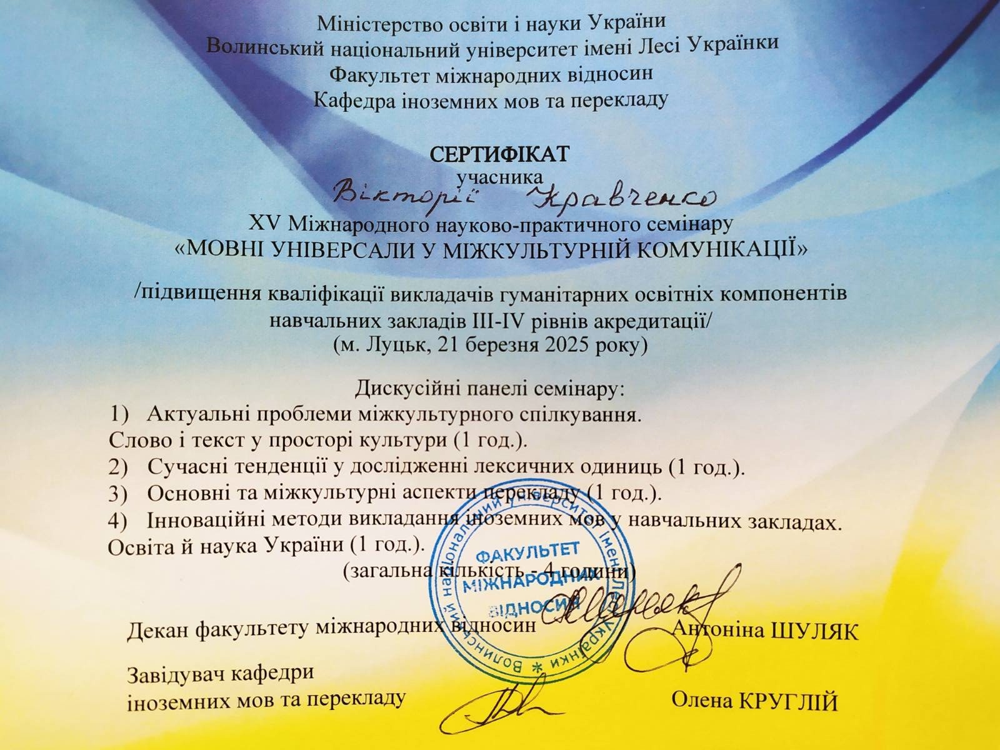 Міністерство освіти і науки України
Волинський національний університет імені Лесі Українки
Факультет міжнародних відносин
Кафедра іноземних мов та перекладу
СЕРТИФІКАТ
учасника
Вікторії Кравченко
XV Міжнародного науково-практичного семінару
«МОВНІ УНІВЕРСАЛИ У МІЖКУЛЬТУРНІЙ КОМУНІКАЦІЇ»
/підвищення кваліфікації викладачів гуманітарних освітніх компонентів
навчальних закладів III-IV рівнів акредитації/
(м. Луцьк, 21 березня 2025 року)
Дискусійні панелі семінару:
1) Актуальні проблеми міжкультурного спілкування.
Слово і текст у просторі культури (1 год.).
2) Сучасні тенденції у дослідженні лексичних одиниць (1 год.).
3) Основні та міжкультурні аспекти перекладу (1 год.).
4) Інноваційні методи викладання іноземних мов у навчальних закладах.
Освіта й наука України (1 год.).
(загальна кількість - 4 години)
Волинський національний університет імені Лесі Українки *
ФАКУЛЬТЕТ
МІЖНАРОДНИХ
ВІДНОСИН
Декан факультету міжнародних відносин Антоніна ШУЛЯК
Завідувач кафедри
іноземних мов та перекладу Олена КРУГЛІЙ